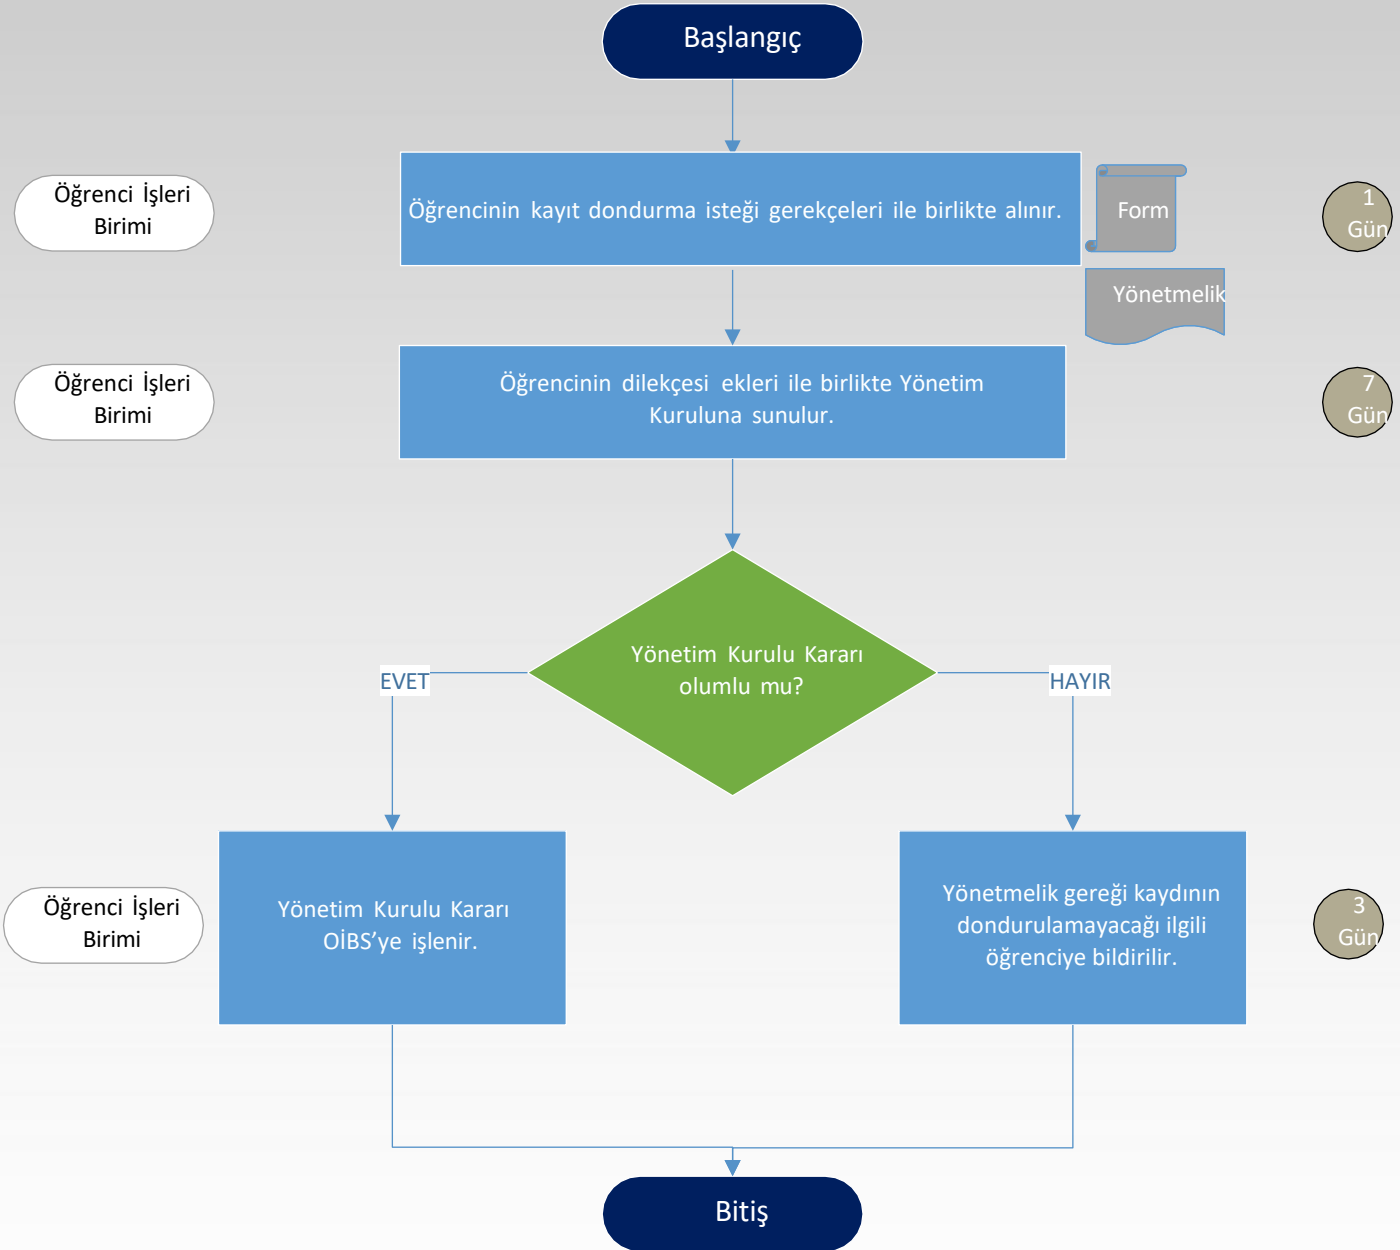 Başlangıç
Öğrenci İşleri
Birimi
Öğrencinin kayıt dondurma isteği gerekçeleri ile birlikte alınır.
Form
1
Gün
Yönetmelik
Öğrenci İşleri
Birimi
Öğrencinin dilekçesi ekleri ile birlikte Yönetim
Kuruluna sunulur.
7
Gün
Yönetim Kurulu Kararı
olumlu mu?
EVET
HAYIR
Öğrenci İşleri
Birimi
Yönetim Kurulu Kararı
OİBS’ye işlenir.
Yönetmelik gereği kaydının
dondurulamayacağı ilgili
öğrenciye bildirilir.
3
Gün
Bitiş